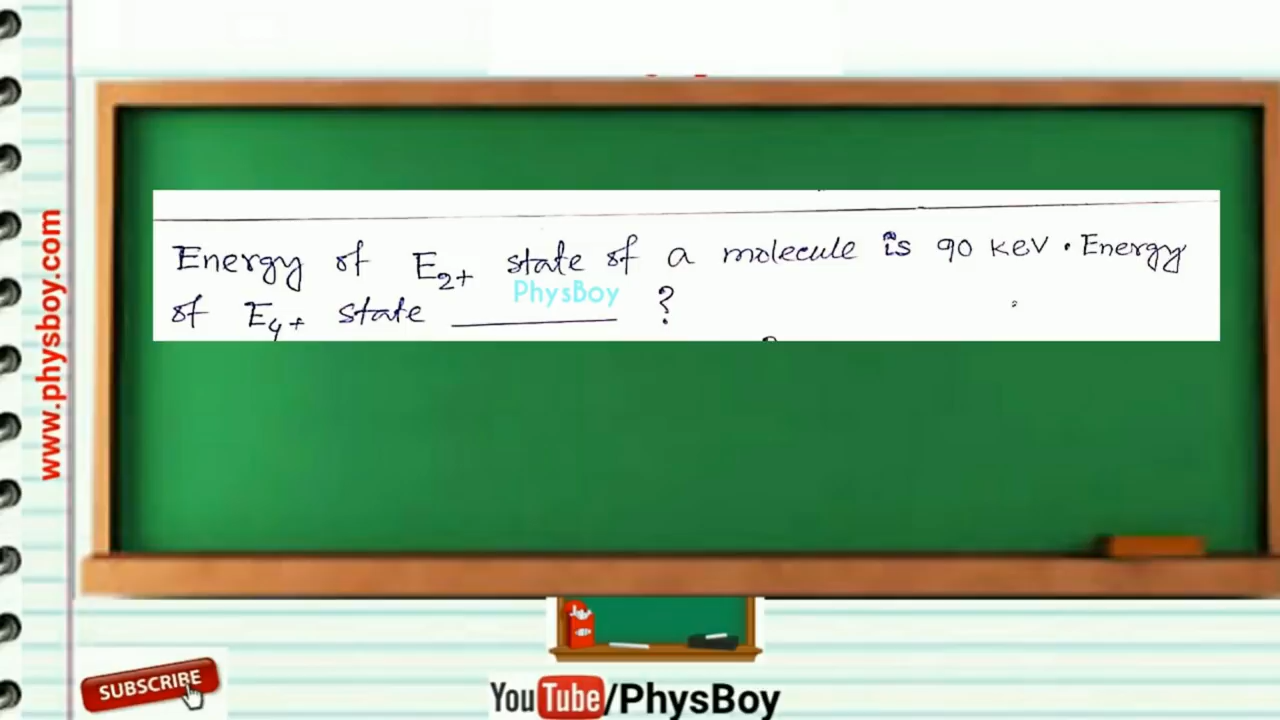 Energy of E2+ state of a molecule is 90 keV. Energy
PhysBoy
of E4+ state ________ ?
www.physboy.com
SUBSCRIBE
YouTube/PhysBoy